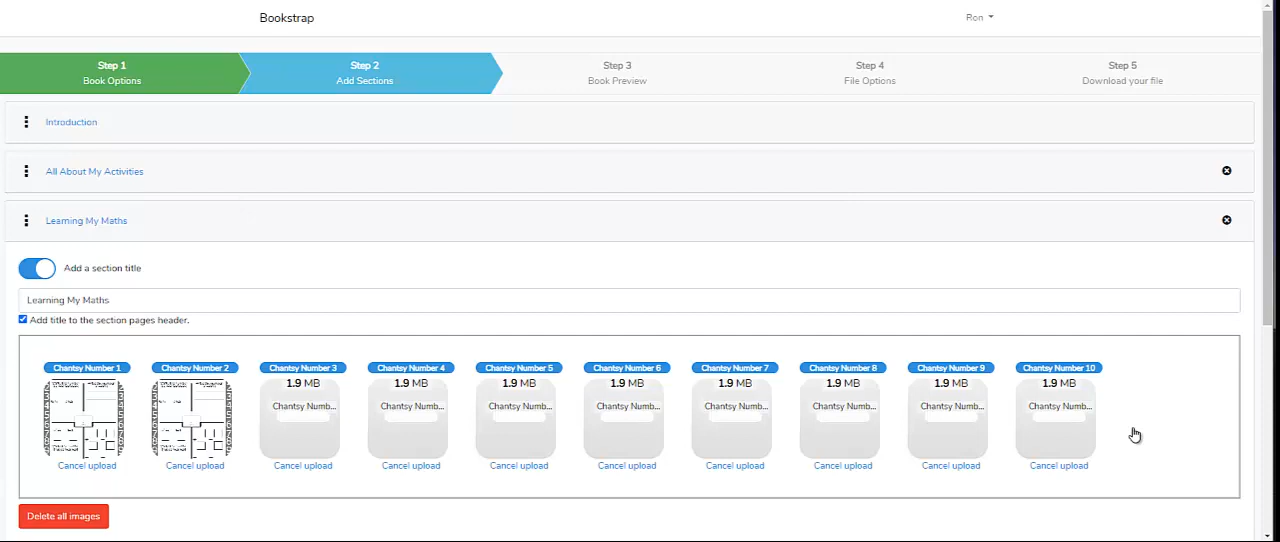 Bookstrap
Ron
Step 1 Step 2 Step 3 Step 4 Step 5
Book Options Add Sections Book Preview File Options Download your file
Introduction
All About My Activities
Learning My Maths
Add a section title
Learning My Maths
Add title to the section pages header.
Chantsy Number 1 Chantsy Number 2 Chantsy Number 3 Chantsy Number 4 Chantsy Number 5 Chantsy Number 6 Chantsy Number 7 Chantsy Number 8 Chantsy Number 9 Chantsy Number 10
1.9 MB 1.9 MB 1.9 MB 1.9 MB 1.9 MB 1.9 MB 1.9 MB 1.9 MB
Chantsy Numb... Chantsy Numb... Chantsy Numb... Chantsy Numb... Chantsy Numb... Chantsy Numb... Chantsy Numb... Chantsy Numb...
Cancel upload Cancel upload Cancel upload Cancel upload Cancel upload Cancel upload Cancel upload Cancel upload Cancel upload Cancel upload
Delete all images